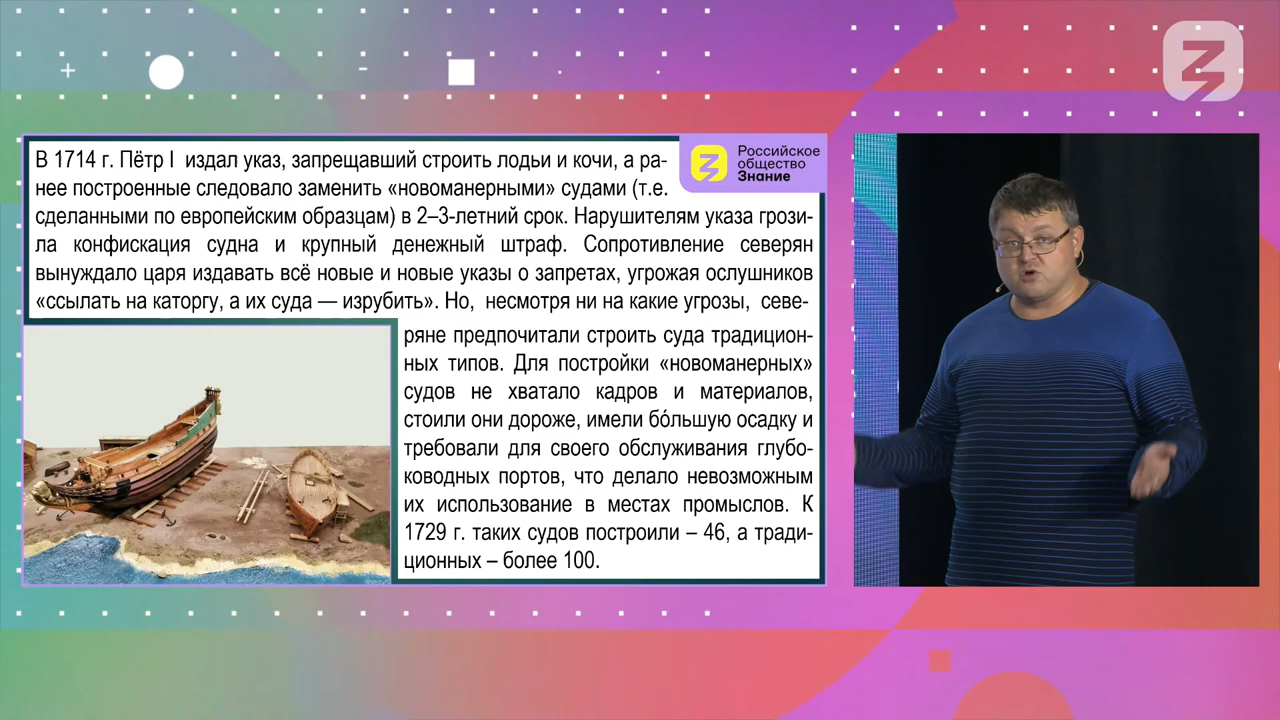 В 1714 г. Пётр I издал указ, запрещавший строить лодьи и кочи, а ра-
нее построенные следовало заменить «новоманерными» судами (т.е.
сделанными по европейским образцам) в 2–3-летний срок. Нарушителям указа грози-
ла конфискация судна и крупный денежный штраф. Сопротивление северян
вынуждало царя издавать всё новые и новые указы о запретах, угрожая ослушников
«ссылать на каторгу, а их суда — изрубить». Но, несмотря ни на какие угрозы, севе-
ряне предпочитали строить суда традицион-
ных типов. Для постройки «новоманерных»
судов не хватало кадров и материалов,
стоили они дороже, имели бо́льшую осадку и
требовали для своего обслуживания глубо-
ководных портов, что делало невозможным
их использование в местах промыслов. К
1729 г. таких судов построили – 46, а тради-
ционных – более 100.
Российское
общество
Знание